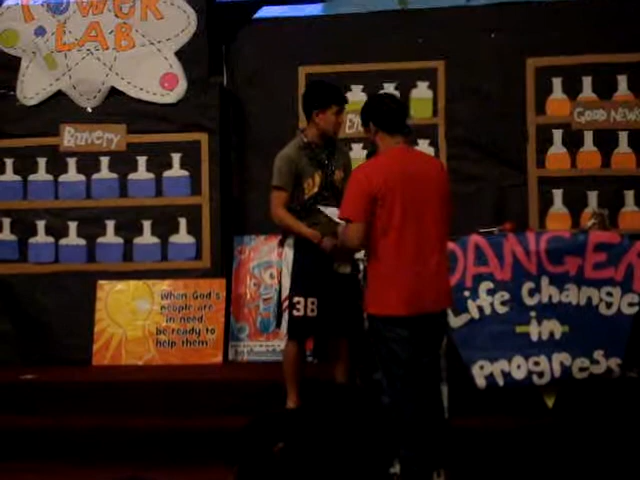 POWER
LAB
Bravery
GOOD NEWS
"When God's
people are
in need,
be ready to
help them."
38
DANGER
Life Change
in
Progress